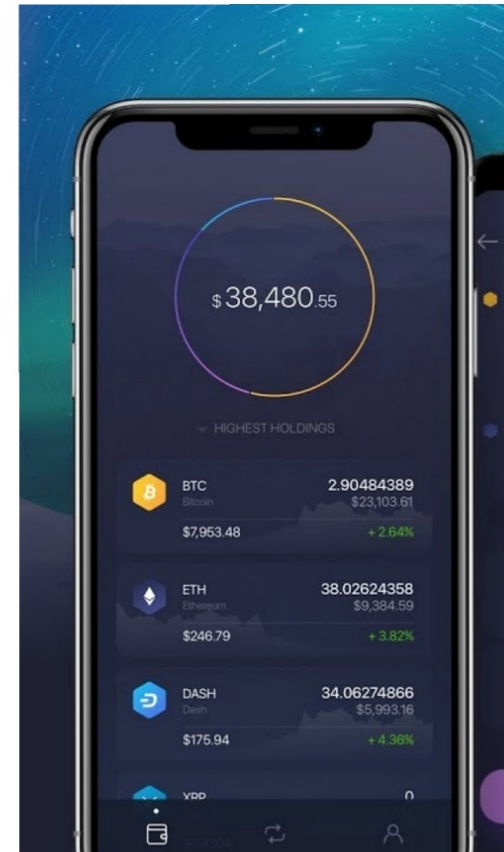 $38,480.55
HIGHEST HOLDINGS
BTC 2.90484389
Bitcoin $23,103.61
$7,953.48 +2.64%
ETH 38.02624358
Ethereum $9,384.59
$246.79 +3.82%
DASH 34.06274866
Dash $5,993.16
$175.94 +4.36%
XRP 0